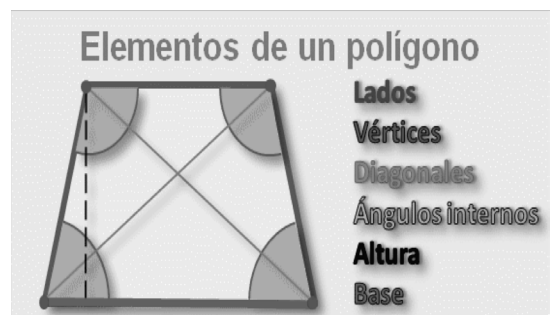 Elementos de un polígono
Lados
Vértices
Diagonales
Ángulos internos
Altura
Base